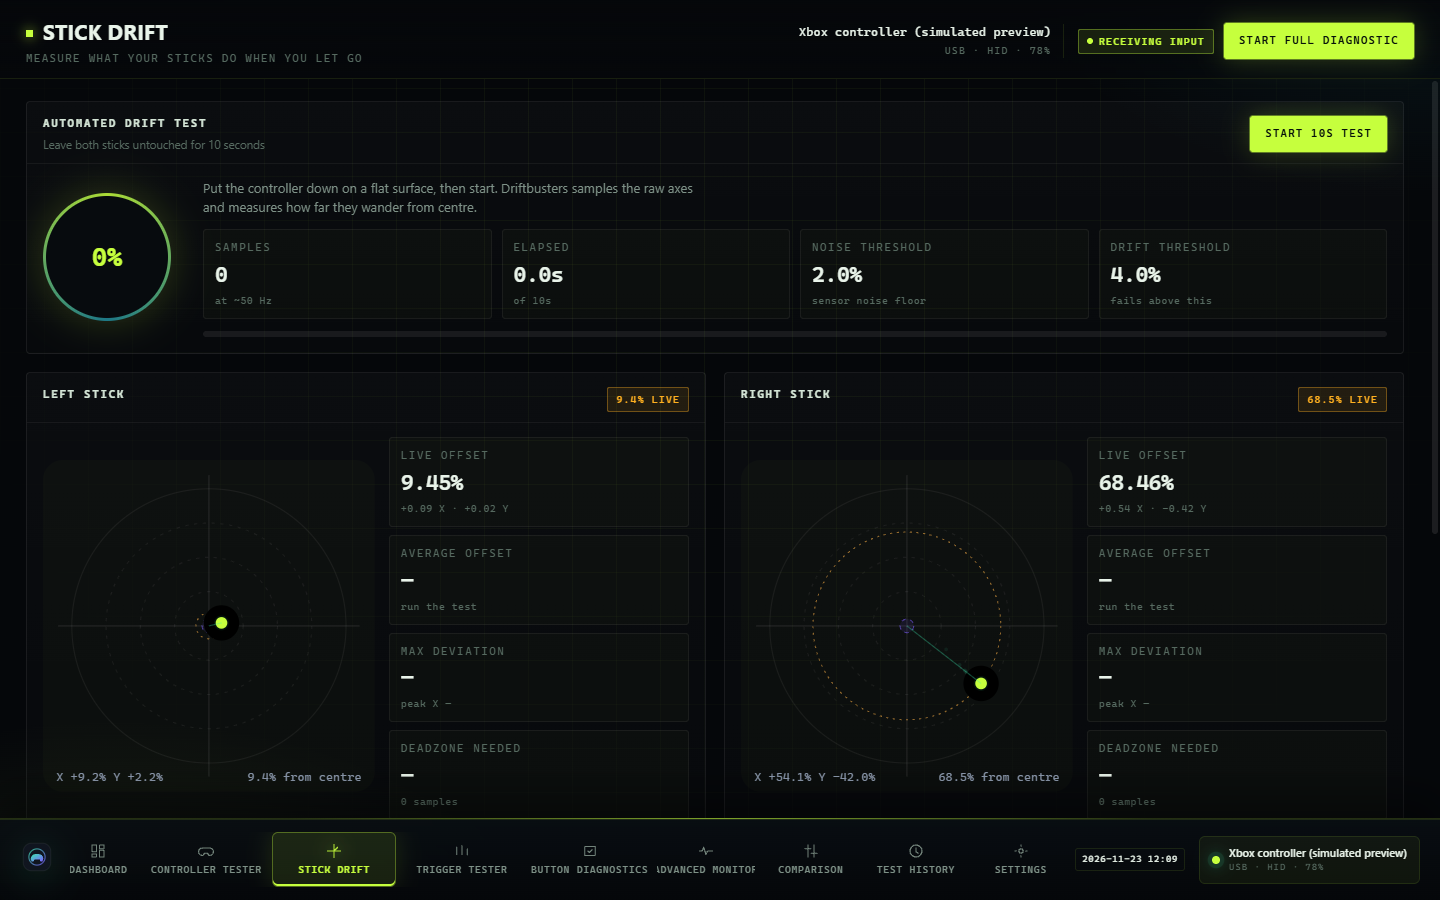 STICK DRIFT
MEASURE WHAT YOUR STICKS DO WHEN YOU LET GO
Xbox controller (simulated preview)
USB · HID · 78%
RECEIVING INPUT
START FULL DIAGNOSTIC
AUTOMATED DRIFT TEST
Leave both sticks untouched for 10 seconds
START 10S TEST
0%
Put the controller down on a flat surface, then start. Driftbusters samples the raw axes
and measures how far they wander from centre.
SAMPLES
0
at ~50 Hz
ELAPSED
0.0s
of 10s
NOISE THRESHOLD
2.0%
sensor noise floor
DRIFT THRESHOLD
4.0%
fails above this
LEFT STICK
9.4% LIVE
X +9.2% Y +2.2%
9.4% from centre
LIVE OFFSET
9.45%
+0.09 X · +0.02 Y
AVERAGE OFFSET
—
run the test
MAX DEVIATION
—
peak X —
DEADZONE NEEDED
—
0 samples
RIGHT STICK
68.5% LIVE
X +54.1% Y −42.0%
68.5% from centre
LIVE OFFSET
68.46%
+0.54 X · −0.42 Y
AVERAGE OFFSET
—
run the test
MAX DEVIATION
—
peak X —
DEADZONE NEEDED
—
0 samples
DASHBOARD
CONTROLLER TESTER
STICK DRIFT
TRIGGER TESTER
BUTTON DIAGNOSTICS
ADVANCED MONITOR
COMPARISON
TEST HISTORY
SETTINGS
2026−11−23 12:09
Xbox controller (simulated preview)
USB · HID · 78%